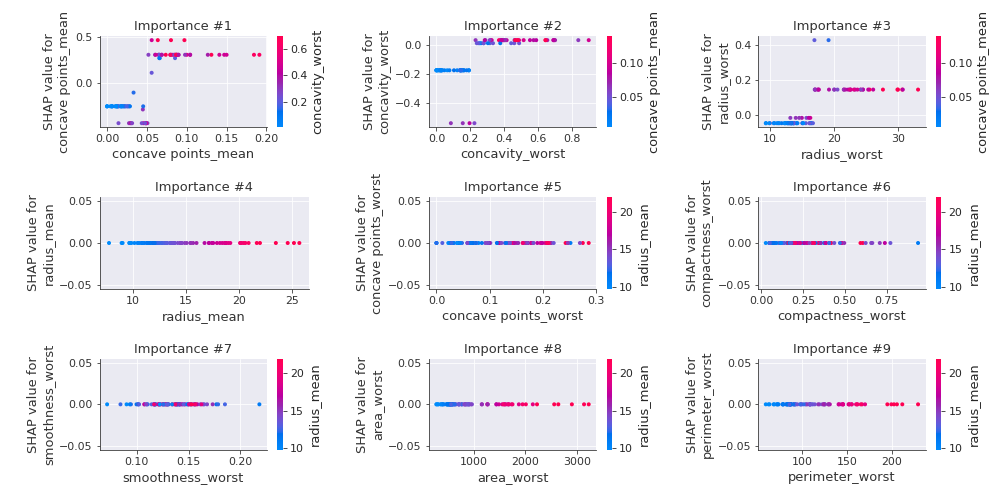 Importance #1
SHAP value for
concave points_mean
0.5
0.0
0.00
0.05
0.10
0.15
0.20
concave points_mean
0.6
0.4
0.2
concavity_worst
Importance #2
SHAP value for
concavity_worst
0.0
−0.2
−0.4
0.0
0.2
0.4
0.6
0.8
concavity_worst
0.10
0.05
concave points_mean
Importance #3
SHAP value for
radius_worst
0.4
0.2
0.0
10
20
30
radius_worst
0.10
0.05
concave points_mean
Importance #4
SHAP value for
radius_mean
0.05
0.00
−0.05
10
15
20
25
radius_mean
Importance #5
SHAP value for
concave points_worst
0.05
0.00
−0.05
0.0
0.1
0.2
0.3
concave points_worst
20
15
10
radius_mean
Importance #6
SHAP value for
compactness_worst
0.05
0.00
−0.05
0.00
0.25
0.50
0.75
compactness_worst
20
15
10
radius_mean
Importance #7
SHAP value for
smoothness_worst
0.05
0.00
−0.05
0.10
0.15
0.20
smoothness_worst
20
15
10
radius_mean
Importance #8
SHAP value for
area_worst
0.05
0.00
−0.05
1000
2000
3000
area_worst
20
15
10
radius_mean
Importance #9
SHAP value for
perimeter_worst
0.05
0.00
−0.05
100
150
200
perimeter_worst
20
15
10
radius_mean